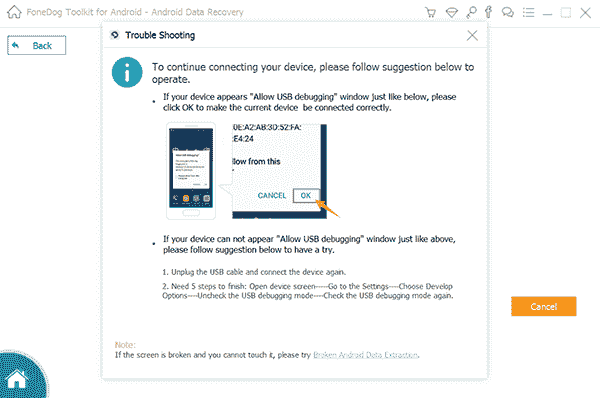 FoneDog Toolkit for Android - Android Data Recovery
Back
Trouble Shooting
To continue connecting your device, please follow suggestion below to
operate.
If your device appears "Allow USB debugging" window just like below, please
click OK to make the current device be connected correctly.
0E:A2:AB:3D:52:FA:
:E4:24
llow from this
CANCEL OK
If your device can not appear "Allow USB debugging" window just like above,
please follow suggestion below to have a try.
1. Unplug the USB cable and connect the device again.
2. Need 5 steps to finish: Open device screen-----Go to the Settings----Choose Develop
Options----Uncheck the USB debuggng mode----Check the USB debuggng mode again.
Cancel
Note:
If the screen is broken and you cannot touch it, please try Broken Android Data Extraction.